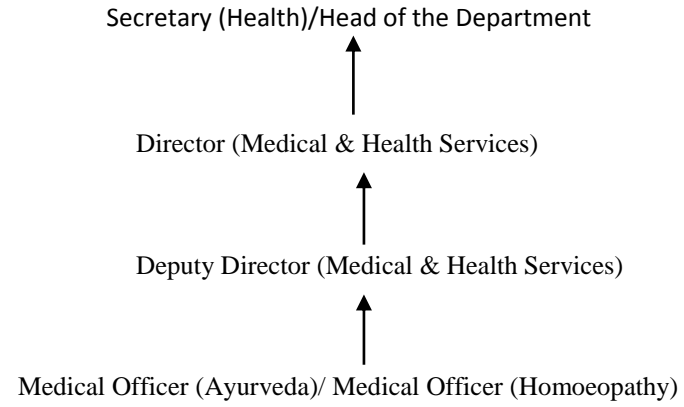 Secretary (Health)/Head of the Department
Director (Medical & Health Services)
Deputy Director (Medical & Health Services)
Medical Officer (Ayurveda)/ Medical Officer (Homoeopathy)